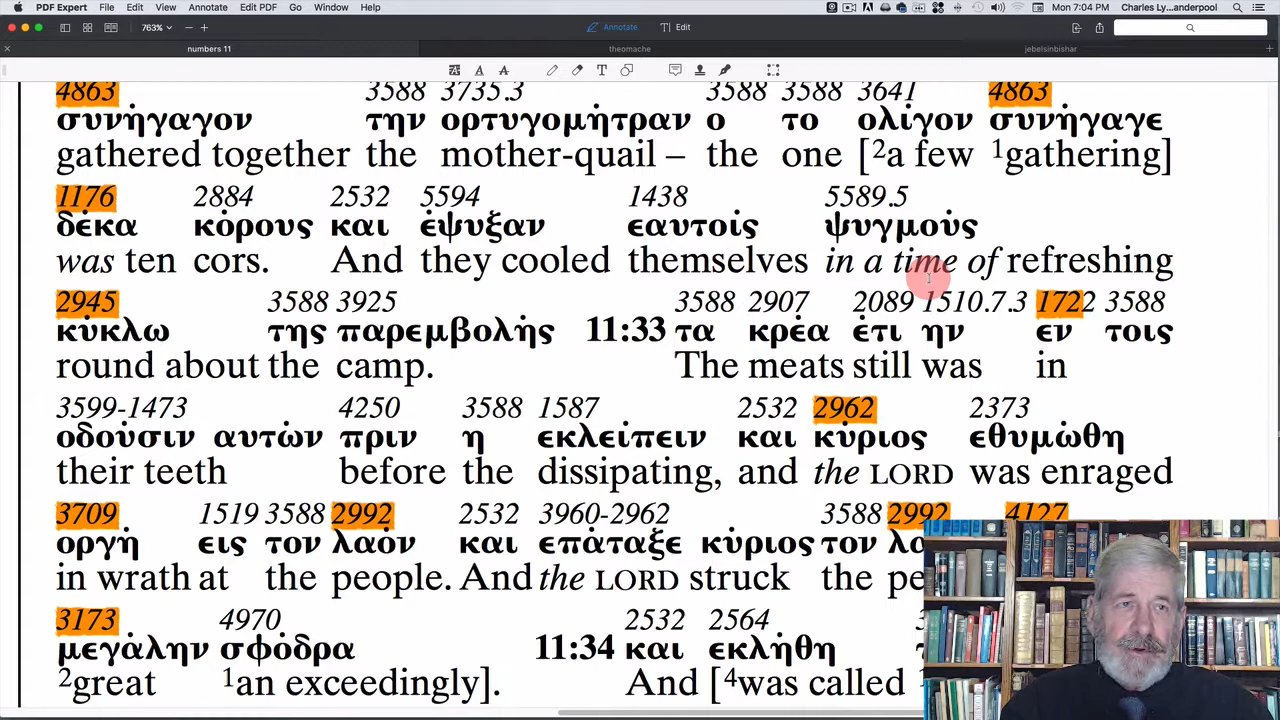 PDF Expert File Edit View Annotate Edit PDF Go Window Help Mon 7:04 PM Charles Ly...anderpool
763% Annotate Edit
numbers 11 theomache jebelsinbishar
4863 3588 3735.3 3588 3588 3641 4863
συνήγαγον την ορτυγομήτραν ο το ολίγον συνήγαγε
gathered together the mother-quail – the one [²a few ¹gathering]
1176 2884 2532 5594 1438 5589.5
δέκα κόρους και έψυξαν εαυτοίς ψυγμούς
was ten cors. And they cooled themselves in a time of refreshing
2945 3588 3925 3588 2907 2089 1510.7.3 1722 3588
κύκλω της παρεμβολής 11:33 τα κρέα έτι ην εν τοις
round about the camp. The meats still was in
3599-1473 4250 3588 1587 2532 2962 2373
οδούσιν αυτών πριν η εκλείπειν και κύριος εθυμώθη
their teeth before the dissipating, and the LORD was enraged
3709 1519 3588 2992 2532 3960-2962 3588 2992 4127
οργή εις τον λαόν και επάταξε κύριος τον
in wrath at the people. And the LORD struck the
3173 4970 2532 2564
μεγάλην σφόδρα 11:34 και εκλήθη
²great ¹an exceedingly]. And [⁴was called